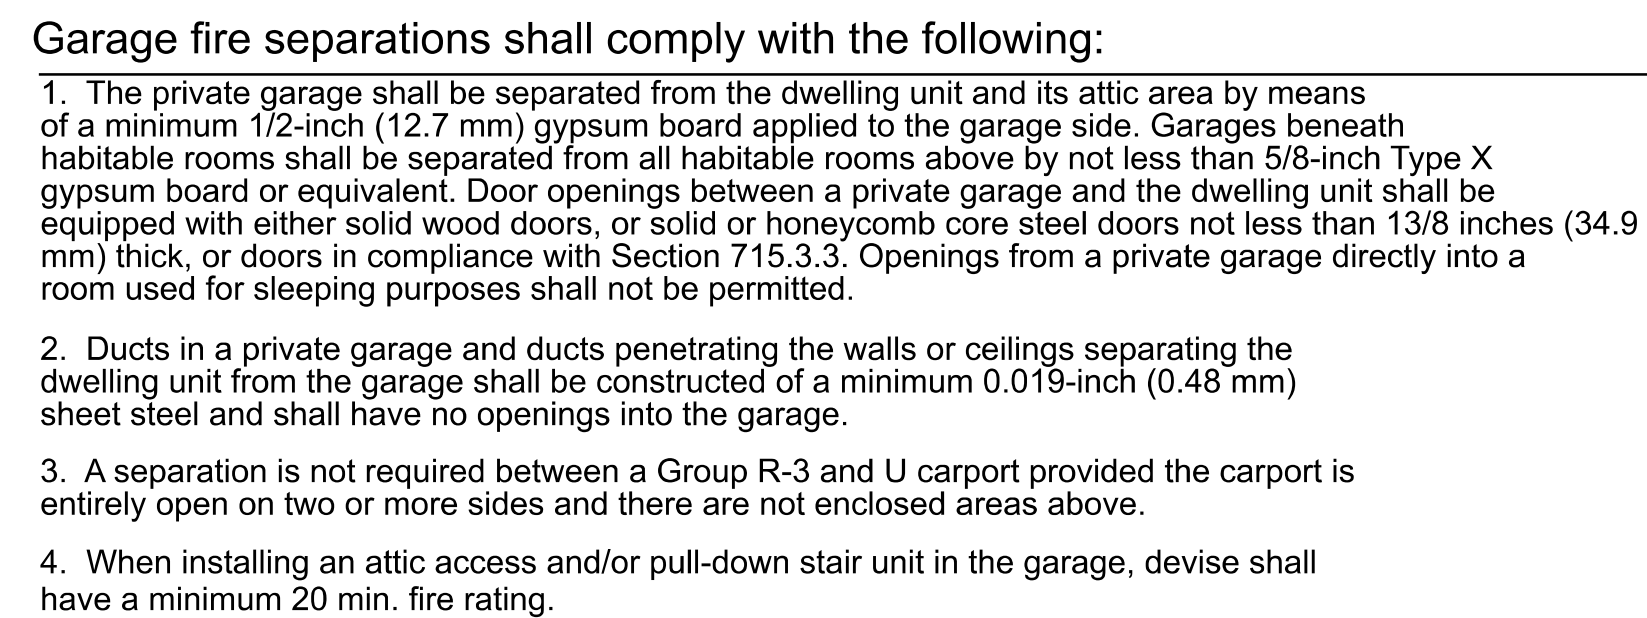 Garage fire separations shall comply with the following:
1.  The private garage shall be separated from the dwelling unit and its attic area by means
of a minimum 1/2-inch (12.7 mm) gypsum board applied to the garage side. Garages beneath
habitable rooms shall be separated from all habitable rooms above by not less than 5/8-inch Type X
gypsum board or equivalent. Door openings between a private garage and the dwelling unit shall be
equipped with either solid wood doors, or solid or honeycomb core steel doors not less than 13/8 inches (34.9
mm) thick, or doors in compliance with Section 715.3.3. Openings from a private garage directly into a
room used for sleeping purposes shall not be permitted.
2.  Ducts in a private garage and ducts penetrating the walls or ceilings separating the
dwelling unit from the garage shall be constructed of a minimum 0.019-inch (0.48 mm)
sheet steel and shall have no openings into the garage.
3.  A separation is not required between a Group R-3 and U carport provided the carport is
entirely open on two or more sides and there are not enclosed areas above.
4.  When installing an attic access and/or pull-down stair unit in the garage, devise shall
have a minimum 20 min. fire rating.